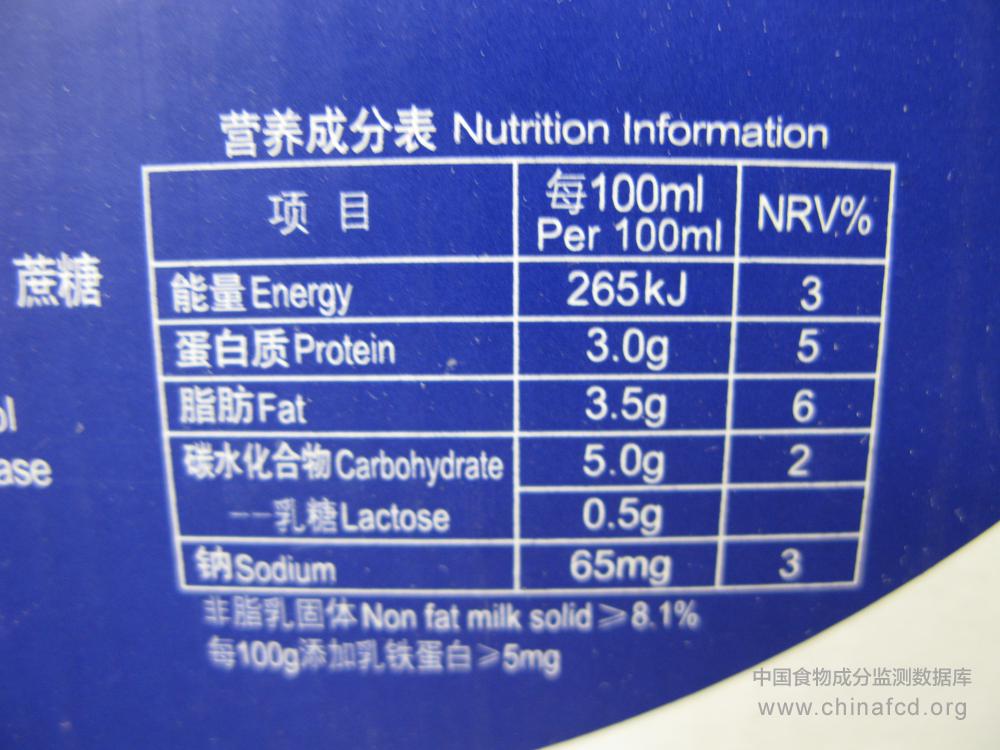 营养成分表 Nutrition Information
项 目 每100ml Per 100ml NRV%
能量Energy 265kJ 3
蛋白质Protein 3.0g 5
脂肪Fat 3.5g 6
碳水化合物Carbohydrate 5.0g 2
--乳糖Lactose 0.5g
钠Sodium 65mg 3
非脂乳固体Non fat milk solid≥8.1%
每100g添加乳铁蛋白≥5mg
蔗糖
ol
ase
中国食物成分监测数据库
www.chinafcd.org